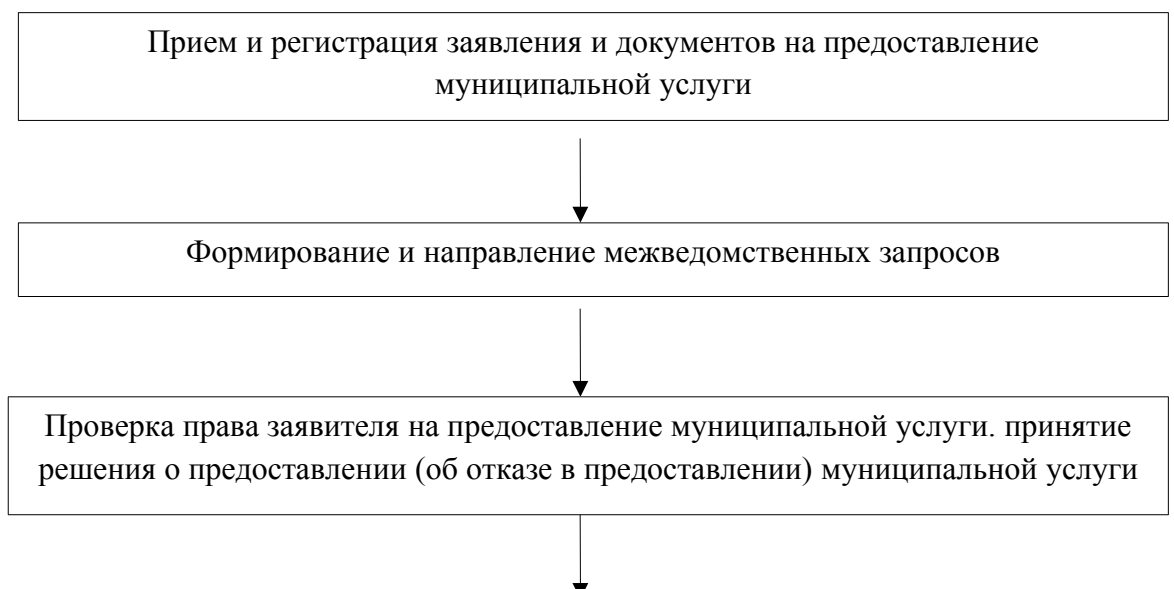 Прием и регистрация заявления и документов на предоставление
муниципальной услуги
Формирование и направление межведомственных запросов
Проверка права заявителя на предоставление муниципальной услуги. принятие
решения о предоставлении (об отказе в предоставлении) муниципальной услуги